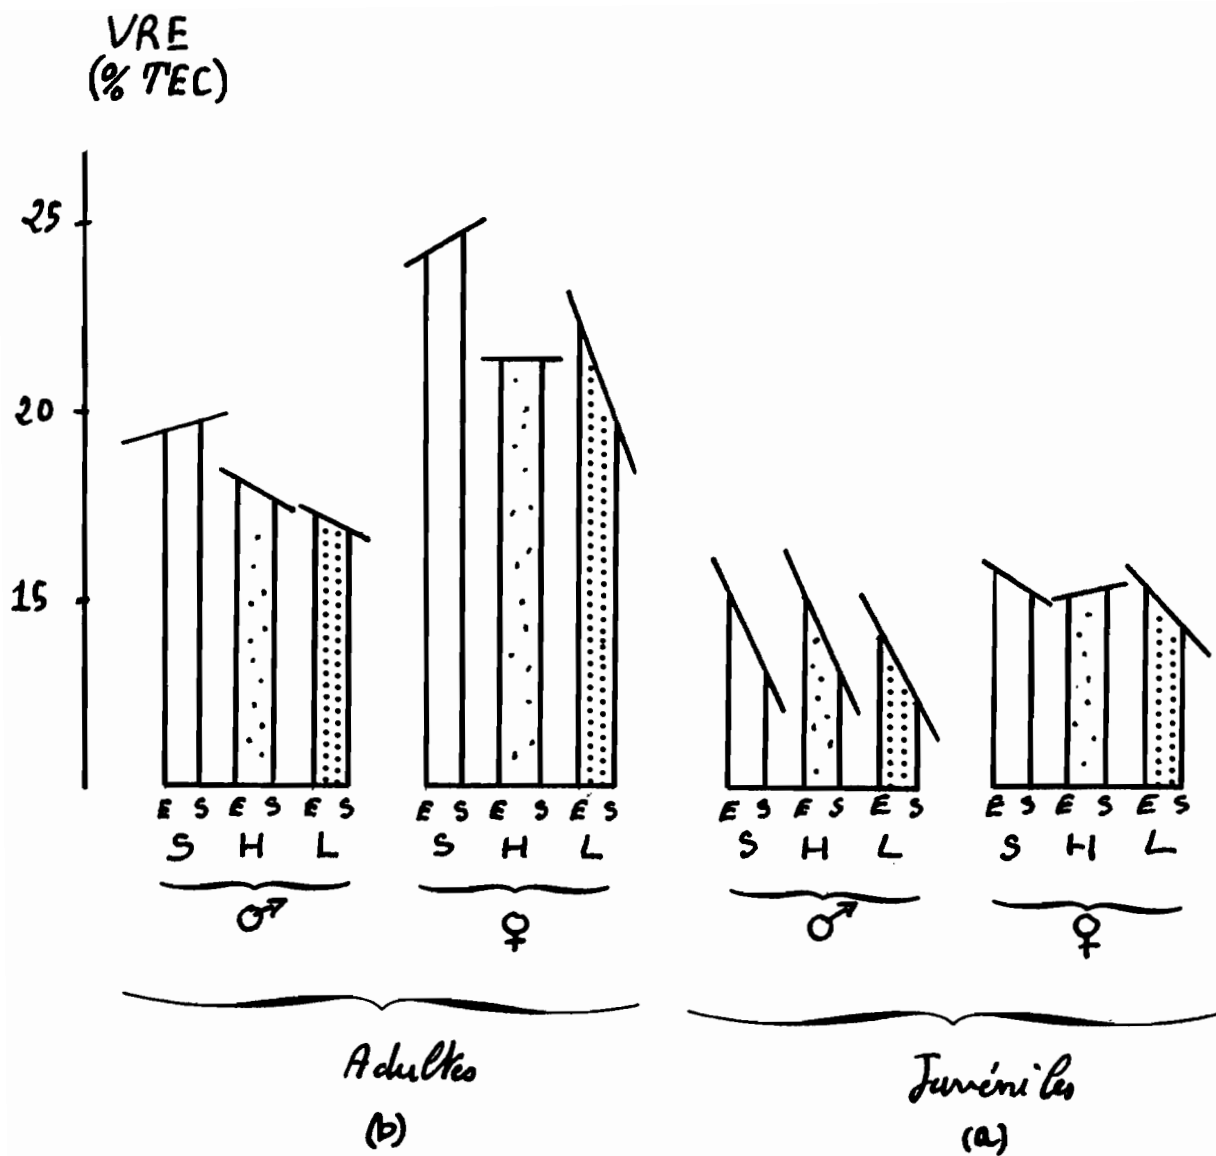 VRE
(% TEC)
25
20
15
E S E S E S E S E S E S E S E S E S E S E S E S
S H L S H L S H L S H L
♂ ♀ ♂ ♀
Adultes Juvéniles
(b) (a)